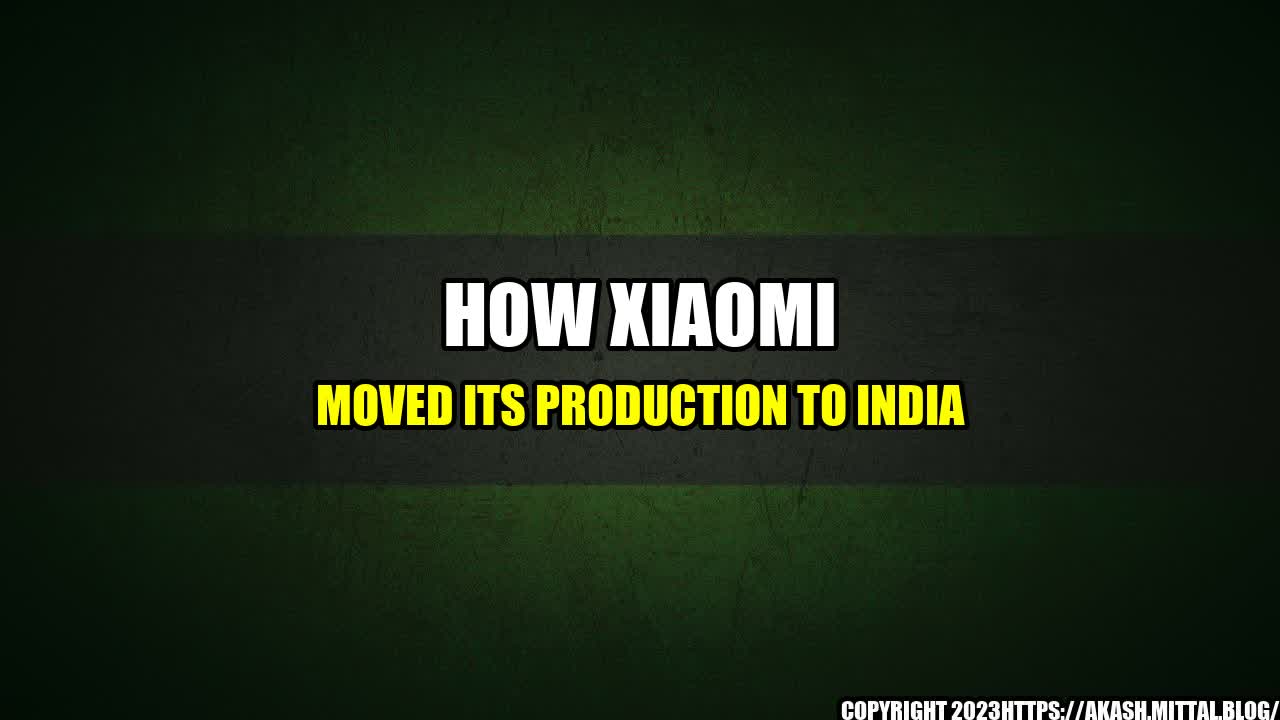 HOW XIAOMI
MOVED ITS PRODUCTION TO INDIA
COPYRIGHT 2023HTTPS://AKASH.MITTAL.BLOG/